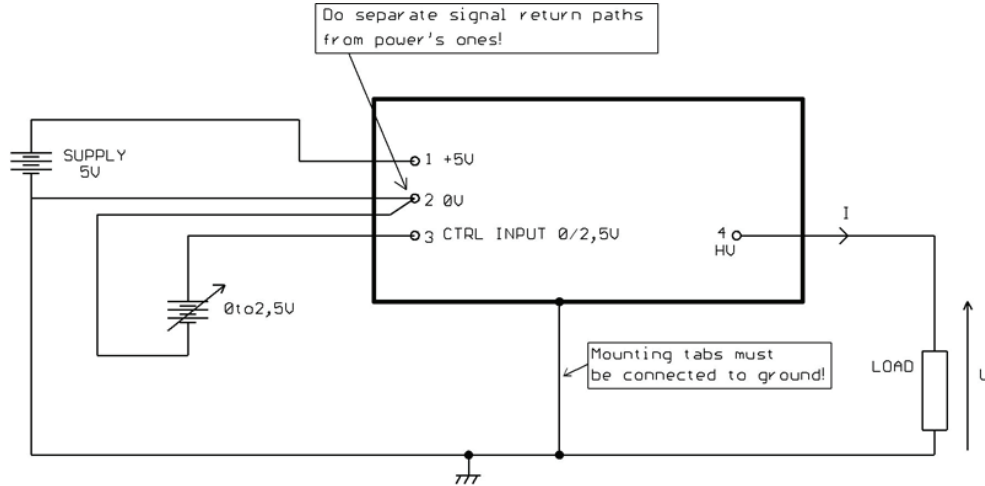 Do separate signal return paths
from power's ones!
SUPPLY
5V
1 +5V
2 0V
3 CTRL INPUT 0/2,5V
4
HV
I
0to2,5V
Mounting tabs must
be connected to ground!
LOAD